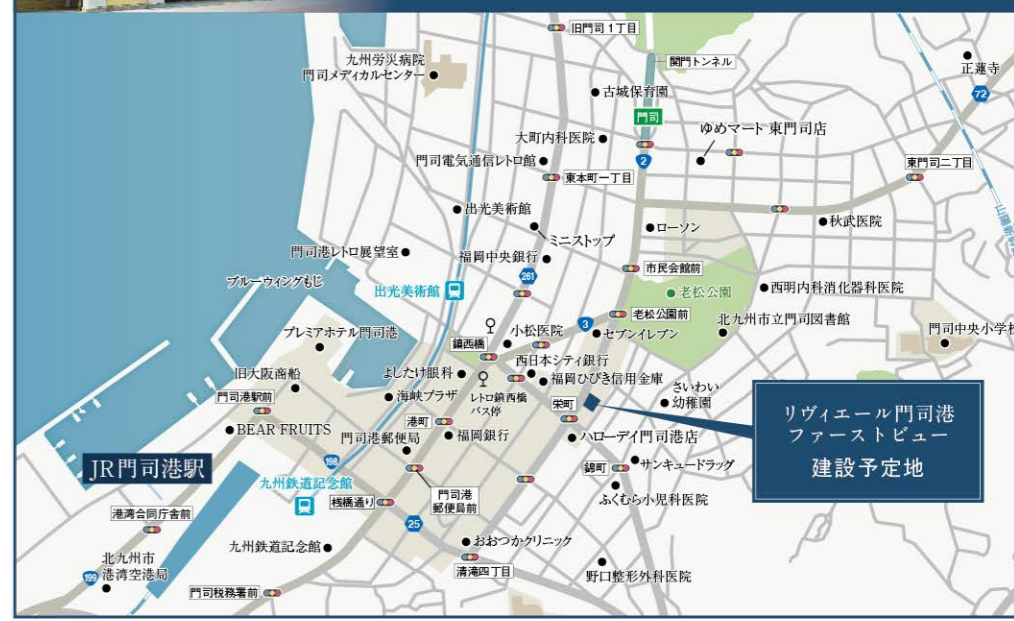 旧門司1丁目
九州労災病院
門司メディカルセンター
関門トンネル
正蓮寺
72
古城保育園
門司
大町内科医院
ゆめマート 東門司店
2
門司電気通信レトロ館
東本町一丁目
東門司二丁目
出光美術館
ミニストップ
ローソン
秋武医院
門司港レトロ展望室
福岡中央銀行
市民会館前
261
ブルーウィングもじ
出光美術館
老松公園
西明内科消化器科医院
3
老松公園前
プレミアホテル門司港
鎮西橋
小松医院
セブンイレブン
北九州市立門司図書館
門司中央小学校
西日本シティ銀行
よしたけ眼科
福岡ひびき信用金庫
旧大阪商船
門司港駅前
海峡プラザ
レトロ鎮西橋
バス停
栄町
さいわい
幼稚園
リヴィエール門司港
ファーストビュー
建設予定地
港町
BEAR FRUITS
門司港郵便局
福岡銀行
ハローデイ門司港店
JR門司港駅
198
錦町
サンキュードラッグ
九州鉄道記念館
ふくむら小児科医院
桟橋通り
門司港
郵便局前
港湾合同庁舎前
25
九州鉄道記念館
おおつかクリニック
北九州市
港湾空港局
199
清滝四丁目
野口整形外科医院
門司税務署前